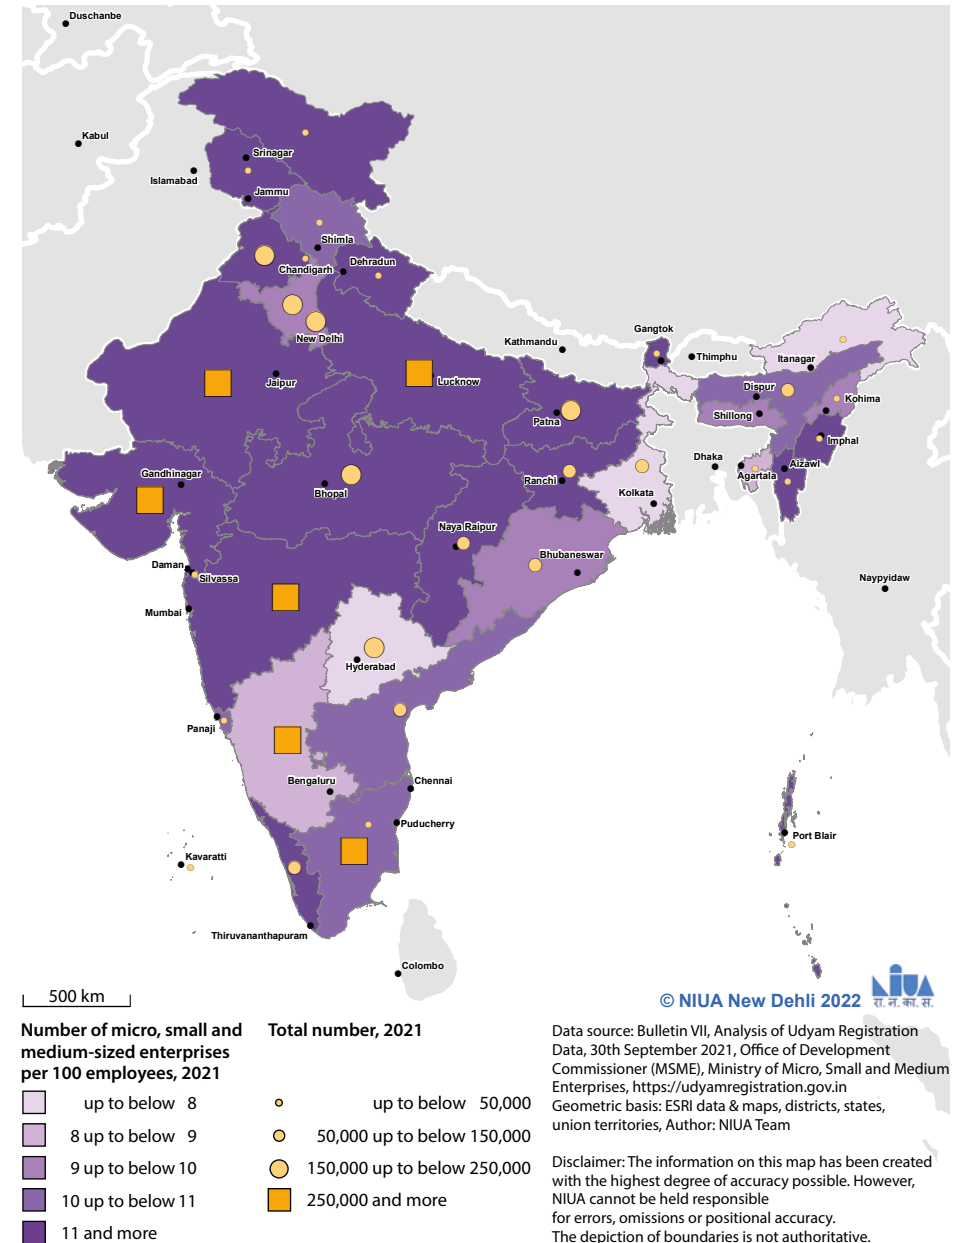 Duschanbe
Kabul
Srinagar
Islamabad
Jammu
Shimla
Chandigarh
Dehradun
New Delhi
Kathmandu
Gangtok
Thimphu
Itanagar
Jaipur
Lucknow
Dispur
Kohima
Patna
Shillong
Imphal
Dhaka
Aizawl
Gandhinagar
Agartala
Bhopal
Ranchi
Kolkata
Naya Raipur
Bhubaneswar
Daman
Silvassa
Naypyidaw
Mumbai
Hyderabad
Panaji
Bengaluru
Chennai
Puducherry
Port Blair
Kavaratti
Thiruvananthapuram
Colombo
500 km
© NIUA New Dehli 2022
NIUA
रा. न. का. सं.
Number of micro, small and
medium-sized enterprises
per 100 employees, 2021
up to below 8
8 up to below 9
9 up to below 10
10 up to below 11
11 and more
Total number, 2021
up to below 50,000
50,000 up to below 150,000
150,000 up to below 250,000
250,000 and more
Data source: Bulletin VII, Analysis of Udyam Registration
Data, 30th September 2021, Office of Development
Commissioner (MSME), Ministry of Micro, Small and Medium
Enterprises, https://udyamregistration.gov.in
Geometric basis: ESRI data & maps, districts, states,
union territories, Author: NIUA Team
Disclaimer: The information on this map has been created
with the highest degree of accuracy possible. However,
NIUA cannot be held responsible
for errors, omissions or positional accuracy.
The depiction of boundaries is not authoritative.